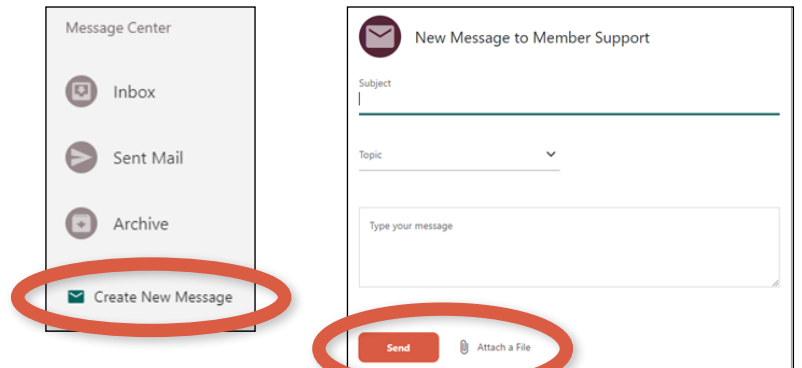 Message Center
Inbox
Sent Mail
Archive
Create New Message
New Message to Member Support
Subject
Topic
Type your message
Send
Attach a File